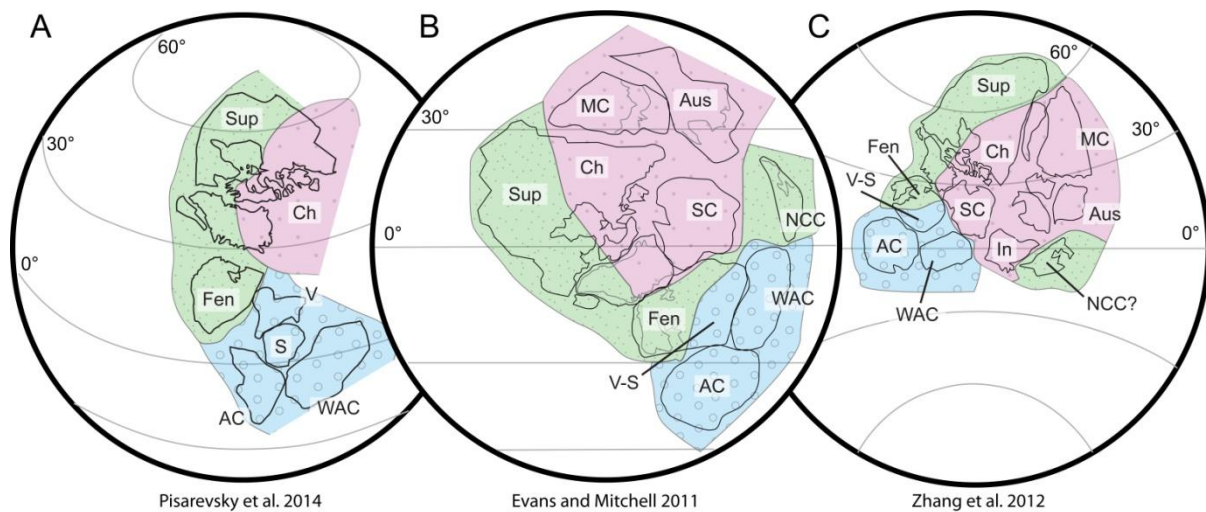 A
60°
30°
0°
Sup
Ch
Fen
V
S
AC
WAC
Pisarevsky et al. 2014
B
30°
0°
MC
Aus
Ch
Sup
SC
NCC
Fen
WAC
V-S
AC
Evans and Mitchell 2011
C
60°
Sup
30°
Fen
Ch
MC
V-S
SC
Aus
AC
In
0°
WAC
NCC?
Zhang et al. 2012